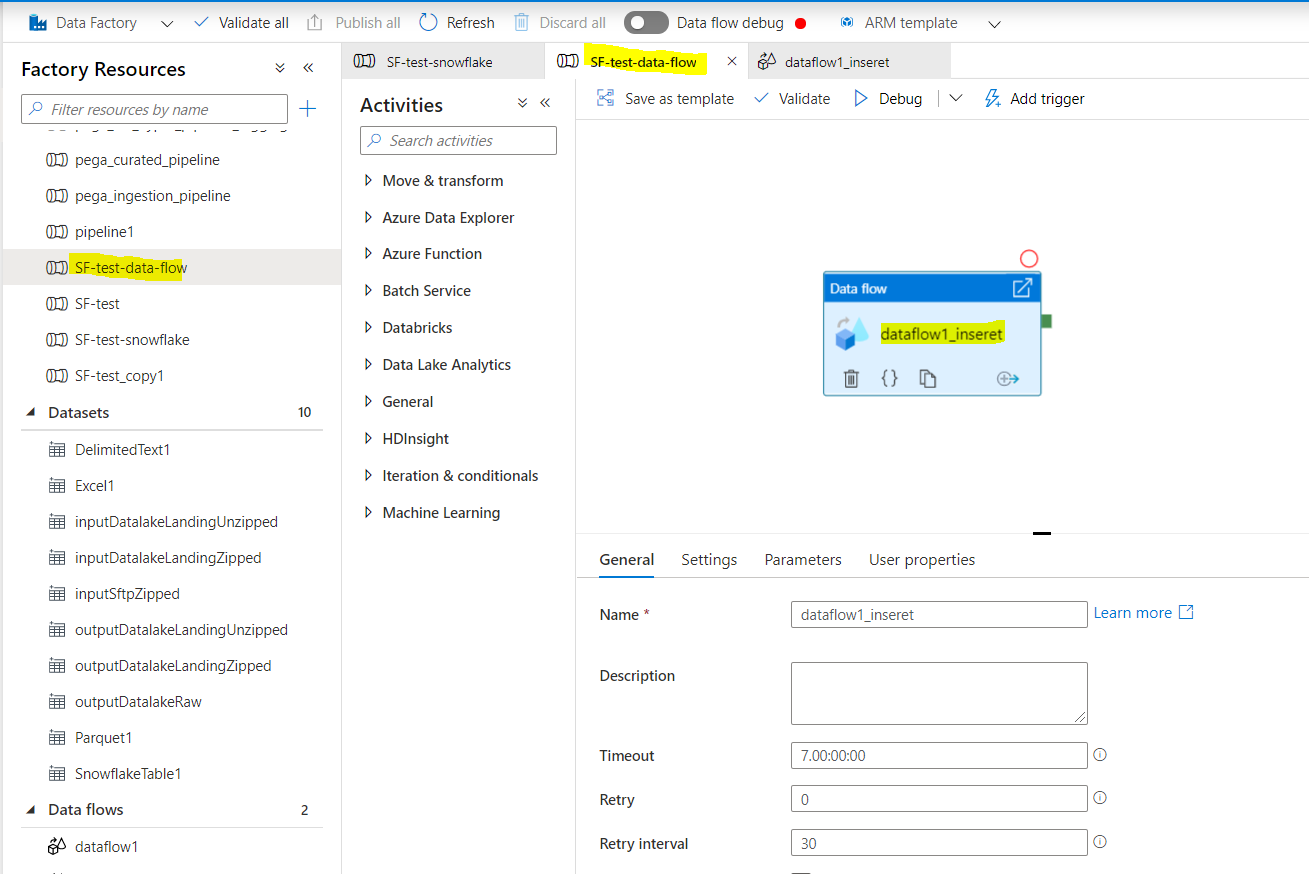 Data Factory
Validate all
Publish all
Refresh
Discard all
Data flow debug
ARM template
Factory Resources
Filter resources by name
pega_curated_pipeline
pega_ingestion_pipeline
pipeline1
SF-test-data-flow
SF-test
SF-test-snowflake
SF-test_copy1
Datasets 10
DelimitedText1
Excel1
inputDatalakeLandingUnzipped
inputDatalakeLandingZipped
inputSftpZipped
outputDatalakeLandingUnzipped
outputDatalakeLandingZipped
outputDatalakeRaw
Parquet1
SnowflakeTable1
Data flows 2
dataflow1
SF-test-snowflake
SF-test-data-flow
dataflow1_inseret
Activities
Search activities
Move & transform
Azure Data Explorer
Azure Function
Batch Service
Databricks
Data Lake Analytics
General
HDInsight
Iteration & conditionals
Machine Learning
Save as template
Validate
Debug
Add trigger
Data flow
dataflow1_inseret
General
Settings
Parameters
User properties
Name * dataflow1_inseret Learn more
Description
Timeout 7.00:00:00
Retry 0
Retry interval 30